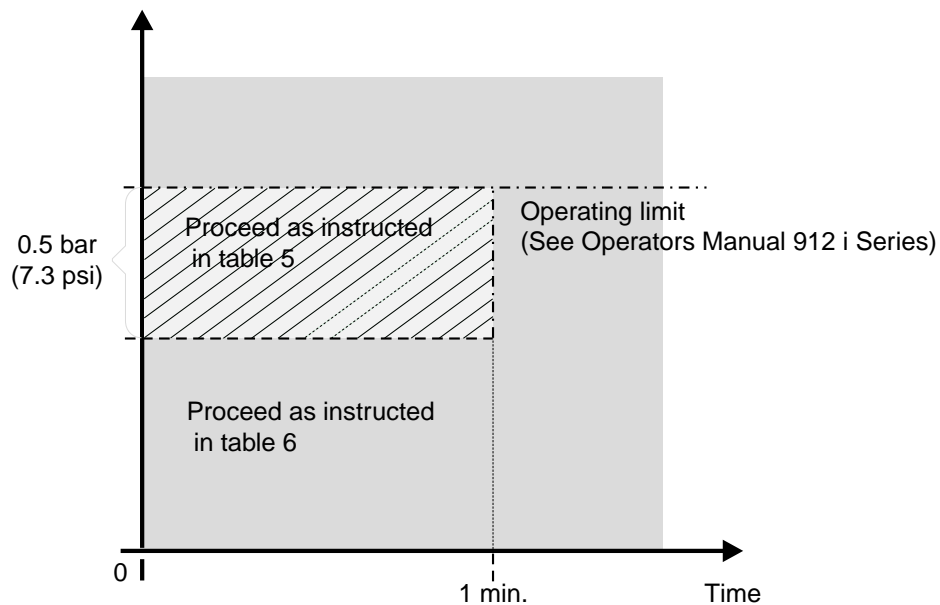 Proceed as instructed
in table 5
Operating limit
(See Operators Manual 912 i Series)
0.5 bar
(7.3 psi)
Proceed as instructed
in table 6
0
1 min.
Time